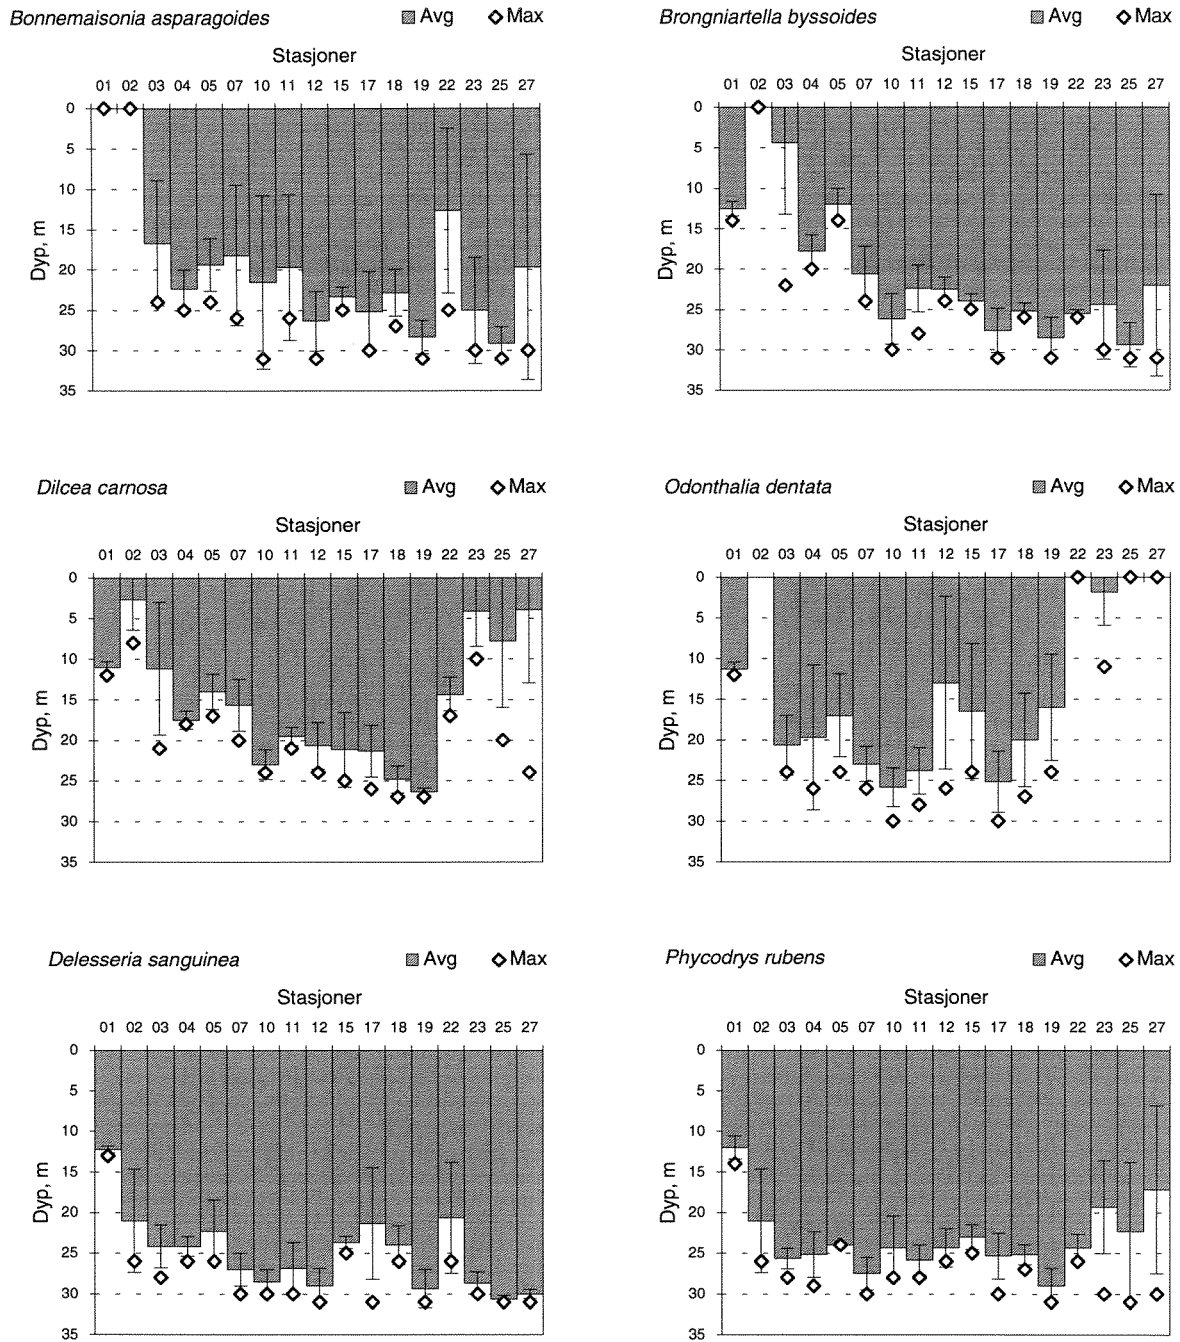 Bonnemaisonia asparagoides Avg Max
Stasjoner
01 02 03 04 05 07 10 11 12 15 17 18 19 22 23 25 27
0
5
10
15
20
25
30
35
Dyp, m
Brongniartella byssoides Avg Max
Stasjoner
01 02 03 04 05 07 10 11 12 15 17 18 19 22 23 25 27
0
5
10
15
20
25
30
35
Dyp, m
Dilcea carnosa Avg Max
Stasjoner
01 02 03 04 05 07 10 11 12 15 17 18 19 22 23 25 27
0
5
10
15
20
25
30
35
Dyp, m
Odonthalia dentata Avg Max
Stasjoner
01 02 03 04 05 07 10 11 12 15 17 18 19 22 23 25 27
0
5
10
15
20
25
30
35
Dyp, m
Delesseria sanguinea Avg Max
Stasjoner
01 02 03 04 05 07 10 11 12 15 17 18 19 22 23 25 27
0
5
10
15
20
25
30
35
Dyp, m
Phycodrys rubens Avg Max
Stasjoner
01 02 03 04 05 07 10 11 12 15 17 18 19 22 23 25 27
0
5
10
15
20
25
30
35
Dyp, m